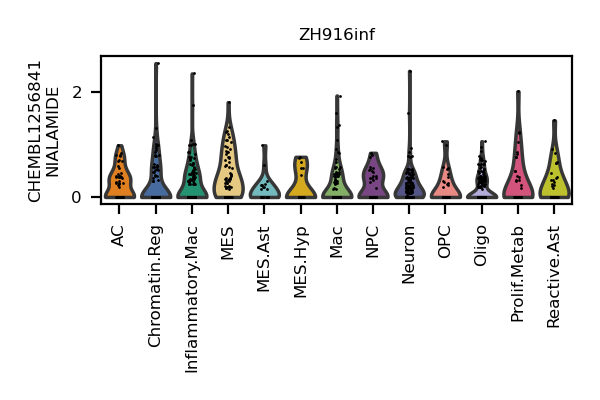 ZH916inf
CHEMBL1256841
NIALAMIDE
2
0
AC
Chromatin.Reg
Inflammatory.Mac
MES
MES.Ast
MES.Hyp
Mac
NPC
Neuron
OPC
Oligo
Prolif.Metab
Reactive.Ast